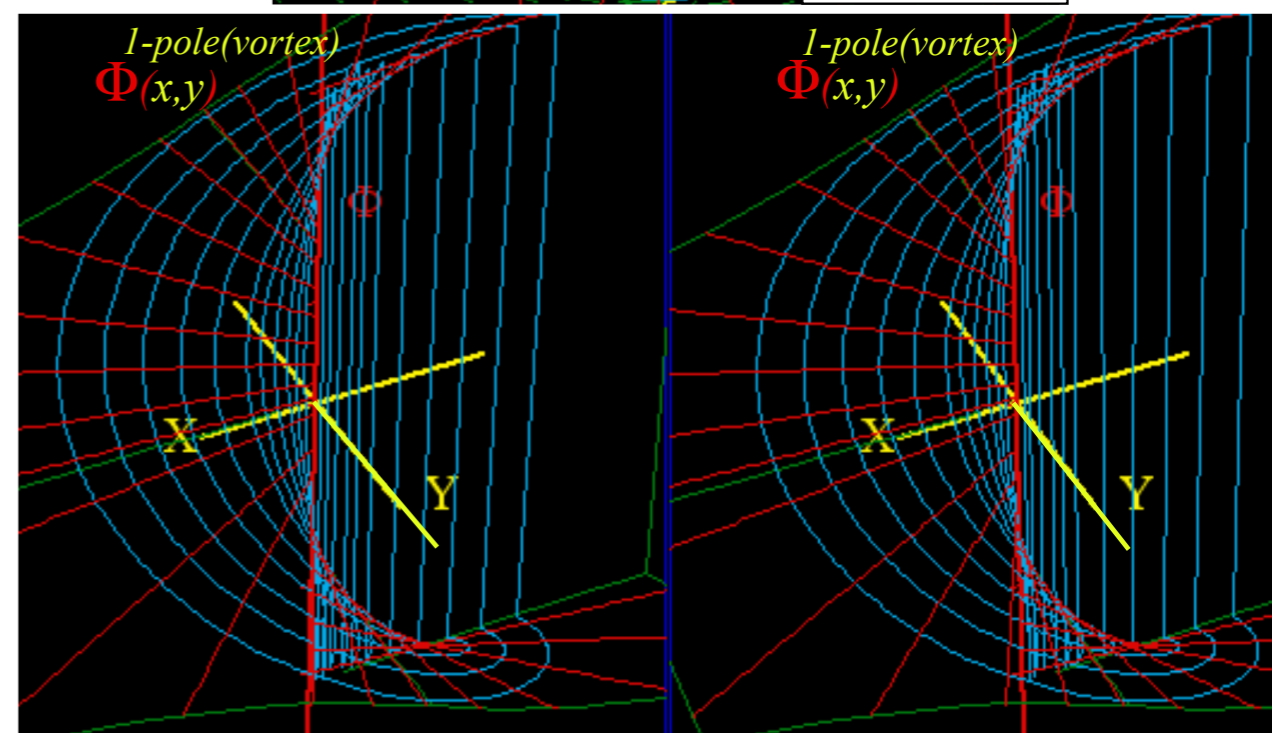 1-pole(vortex)
Φ(x,y)
Φ
X
Y
1-pole(vortex)
Φ(x,y)
Φ
X
Y